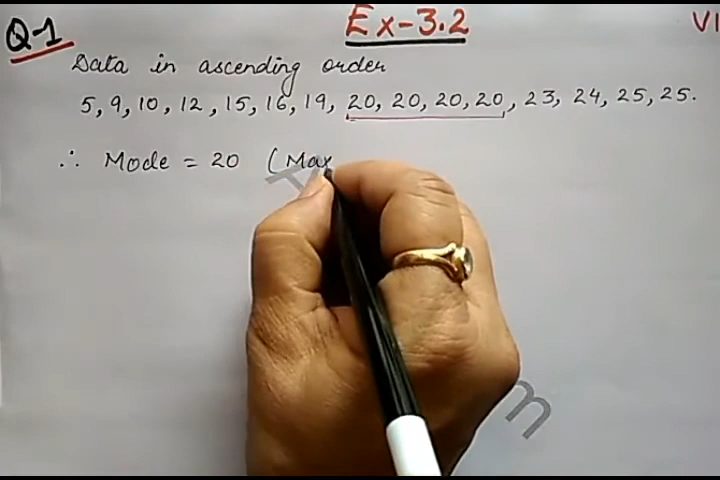 Ex-3.2
VI
Q-1
Data in ascending order
5, 9, 10, 12, 15, 16, 19, 20, 20, 20, 20, 23, 24, 25, 25.
∴ Mode = 20 (Max
m